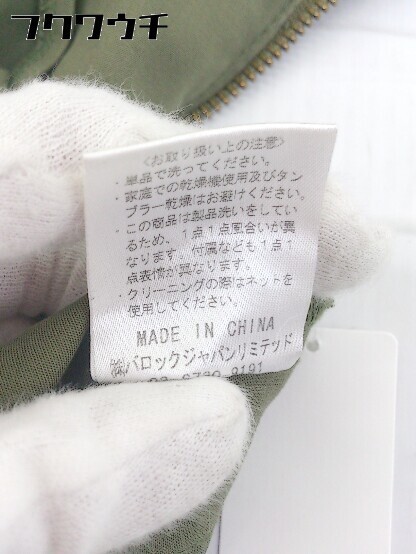 フクワウチ
〈お取り扱い上の注意〉
・単品で洗ってください。
・家庭での乾燥機使用及びタン
ブラー乾燥はお避けください。
・この商品は製品洗いをしてい
るため、1点1点風合いが異
なります。付属なども1点1
点表情が異なります。
・クリーニングの際はネットを
使用してください。
MADE IN CHINA
㈱バロックジャパンリミテッド
03-6730-9191